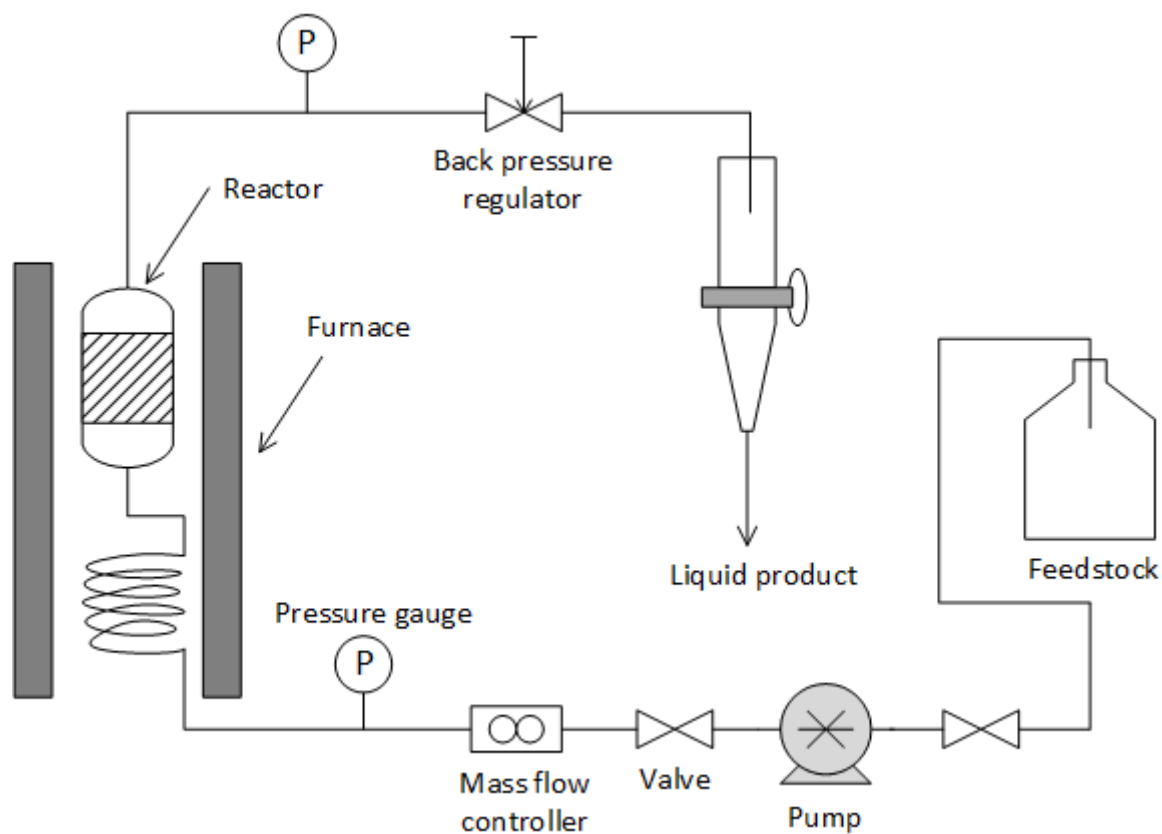 P
Back pressure
regulator
Reactor
Furnace
Liquid product
Feedstock
Pressure gauge
P
Mass flow
controller
Valve
Pump